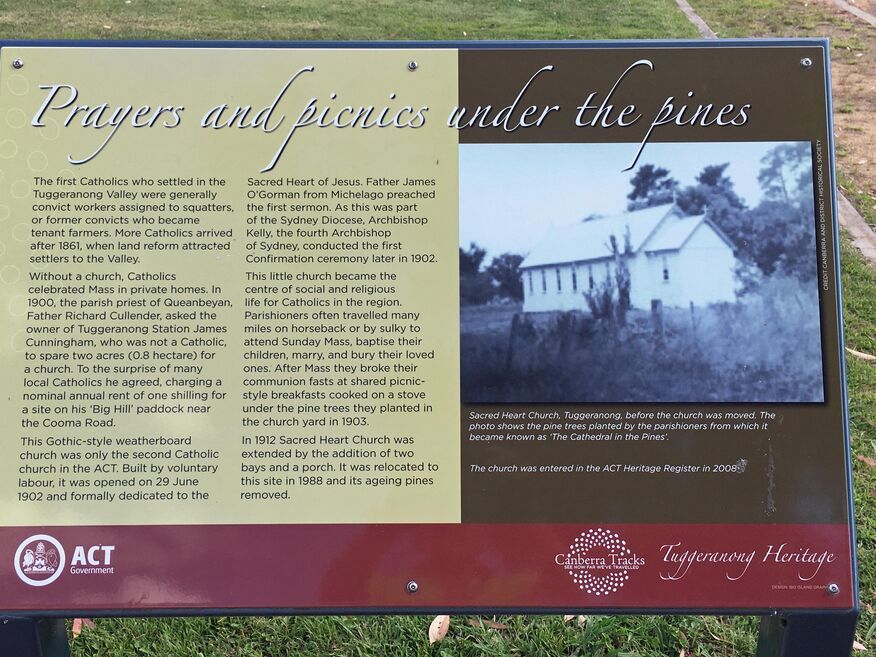 Prayers and picnics under the pines
The first Catholics who settled in the
Tuggeranong Valley were generally
convict workers assigned to squatters,
or former convicts who became
tenant farmers. More Catholics arrived
after 1861, when land reform attracted
settlers to the Valley.
Without a church, Catholics
celebrated Mass in private homes. In
1900, the parish priest of Queanbeyan,
Father Richard Cullender, asked the
owner of Tuggeranong Station James
Cunningham, who was not a Catholic,
to spare two acres (0.8 hectare) for
a church. To the surprise of many
local Catholics he agreed, charging a
nominal annual rent of one shilling for
a site on his ‘Big Hill’ paddock near
the Cooma Road.
This Gothic-style weatherboard
church was only the second Catholic
church in the ACT. Built by voluntary
labour, it was opened on 29 June
1902 and formally dedicated to the
Sacred Heart of Jesus. Father James
O’Gorman from Michelago preached
the first sermon. As this was part
of the Sydney Diocese, Archbishop
Kelly, the fourth Archbishop
of Sydney, conducted the first
Confirmation ceremony later in 1902.
This little church became the
centre of social and religious
life for Catholics in the region.
Parishioners often travelled many
miles on horseback or by sulky to
attend Sunday Mass, baptise their
children, marry, and bury their loved
ones. After Mass they broke their
communion fasts at shared picnic-
style breakfasts cooked on a stove
under the pine trees they planted in
the church yard in 1903.
In 1912 Sacred Heart Church was
extended by the addition of two
bays and a porch. It was relocated to
this site in 1988 and its ageing pines
removed.
CREDIT CANBERRA AND DISTRICT HISTORICAL SOCIETY
Sacred Heart Church, Tuggeranong, before the church was moved. The
photo shows the pine trees planted by the parishioners from which it
became known as ‘The Cathedral in the Pines’.
The church was entered in the ACT Heritage Register in 2008
ACT
Government
Canberra Tracks
SEE HOW FAR WE’VE TRAVELLED
Tuggeranong Heritage
DESIGN: BIG ISLAND